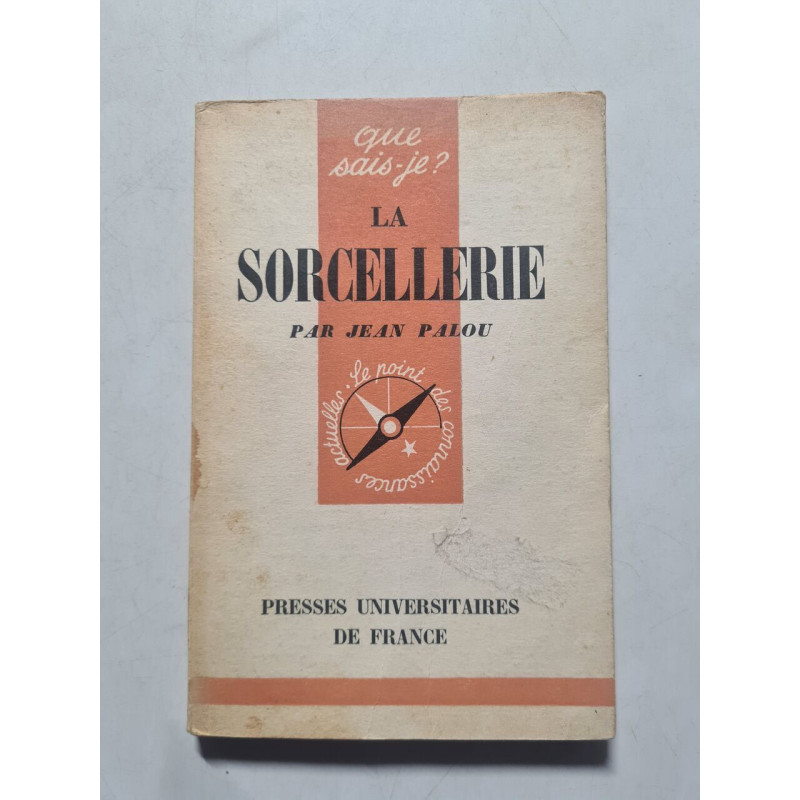 que
sais-je?
LA
SORCELLERIE
PAR JEAN PALOU
Le point des connaissances actuelles.
PRESSES UNIVERSITAIRES
DE FRANCE